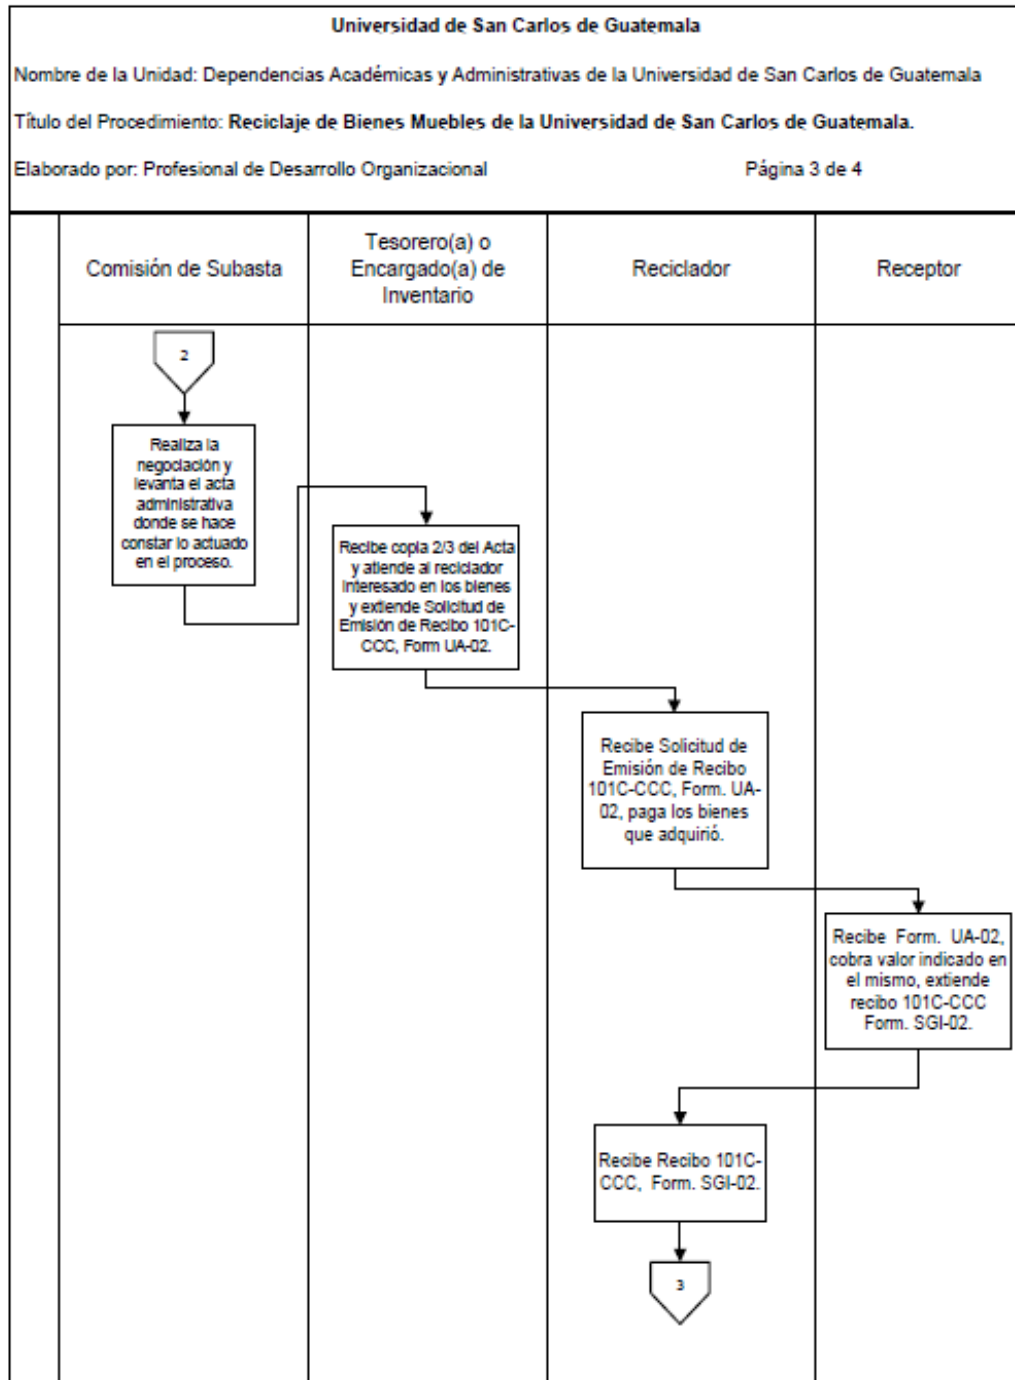 Universidad de San Carlos de Guatemala
Nombre de la Unidad: Dependencias Académicas y Administrativas de la Universidad de San Carlos de Guatemala
Título del Procedimiento: Reciclaje de Bienes Muebles de la Universidad de San Carlos de Guatemala.
Elaborado por: Profesional de Desarrollo Organizacional Página 3 de 4
Comisión de Subasta
Tesorero(a) o
Encargado(a) de
Inventario
Reciclador
Receptor
2
Realiza la
negociación y
levanta el acta
administrativa
donde se hace
constar lo actuado
en el proceso.
Recibe copia 2/3 del Acta
y atiende al reciclador
interesado en los bienes
y extiende Solicitud de
Emisión de Recibo 101C-
CCC, Form UA-02.
Recibe Solicitud de
Emisión de Recibo
101C-CCC, Form. UA-
02, paga los bienes
que adquirió.
Recibe Form. UA-02,
cobra valor indicado en
el mismo, extiende
recibo 101C-CCC
Form. SGI-02.
Recibe Recibo 101C-
CCC, Form. SGI-02.
3